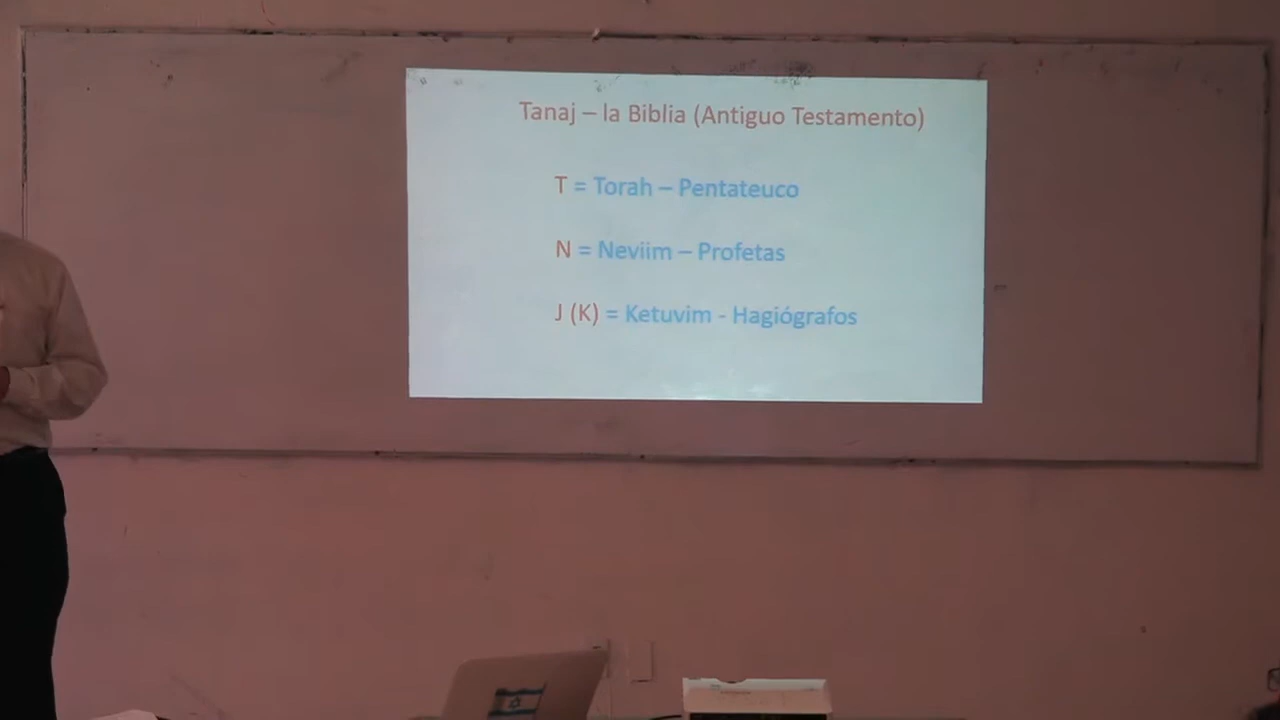 Tanaj – la Biblia (Antiguo Testamento)
T = Torah – Pentateuco
N = Neviim – Profetas
J (K) = Ketuvim - Hagiógrafos